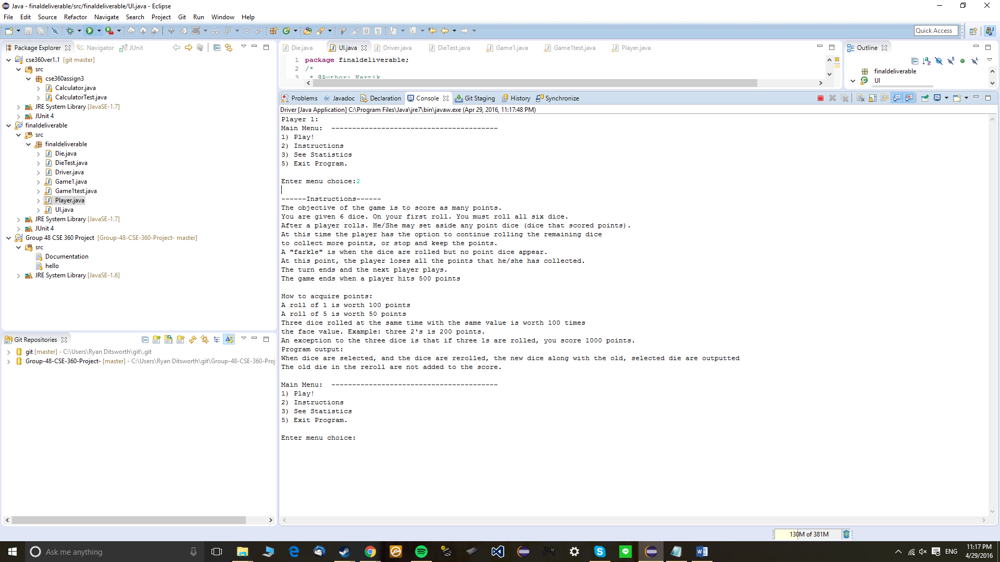 Java - finaldeliverable/src/finaldeliverable/UI.java - Eclipse
File Edit Source Refactor Navigate Search Project Git Run Window Help
Quick Access
Package Explorer Navigator JUnit
cse360ver1.1 [git master]
src
cse360assign3
Calculator.java
CalculatorTest.java
JRE System Library [JavaSE-1.7]
JUnit 4
finaldeliverable
src
finaldeliverable
Die.java
DieTest.java
Driver.java
Game1.java
Game1test.java
Player.java
UI.java
JRE System Library [JavaSE-1.7]
JUnit 4
Group 48 CSE 360 Project [Group-48-CSE-360-Project- master]
src
Documentation
hello
JRE System Library [JavaSE-1.6]
Git Repositories
git [master] - C:\Users\Ryan Ditsworth\git\.git
Group-48-CSE-360-Project- [master] - C:\Users\Ryan Ditsworth\git\Group-48-CSE-360-Proj
Die.java UI.java Driver.java DieTest.java Game1.java Game1test.java Player.java
1 package finaldeliverable;
2 /*
3 * @Author: Kartik
Outline
finaldeliverable
UI
Problems @ Javadoc Declaration Console Git Staging History Synchronize
Driver [Java Application] C:\Program Files\Java\jre7\bin\javaw.exe (Apr 29, 2016, 11:17:48 PM)
Player 1:
Main Menu:  ----------------------------------------
1) Play!
2) Instructions
3) See Statistics
5) Exit Program.
Enter menu choice:2
------Instructions------
The objective of the game is to score as many points.
You are given 6 dice. On your first roll. You must roll all six dice.
After a player rolls. He/She may set aside any point dice (dice that scored points).
At this time the player has the option to continue rolling the remaining dice
to collect more points, or stop and keep the points.
A "farkle" is when the dice are rolled but no point dice appear.
At this point, the player loses all the points that he/she has collected.
The turn ends and the next player plays.
The game ends when a player hits 500 points
How to acquire points:
A roll of 1 is worth 100 points
A roll of 5 is worth 50 points
Three dice rolled at the same time with the same value is worth 100 times
the face value. Example: three 2's is 200 points.
An exception to the three dice is that if three 1s are rolled, you score 1000 points.
Program output:
When dice are selected, and the dice are rerolled, the new dice along with the old, selected die are outputted
The old die in the reroll are not added to the score.
Main Menu:  ----------------------------------------
1) Play!
2) Instructions
3) See Statistics
5) Exit Program.
Enter menu choice:
130M of 381M
Ask me anything
ENG
11:17 PM
4/29/2016